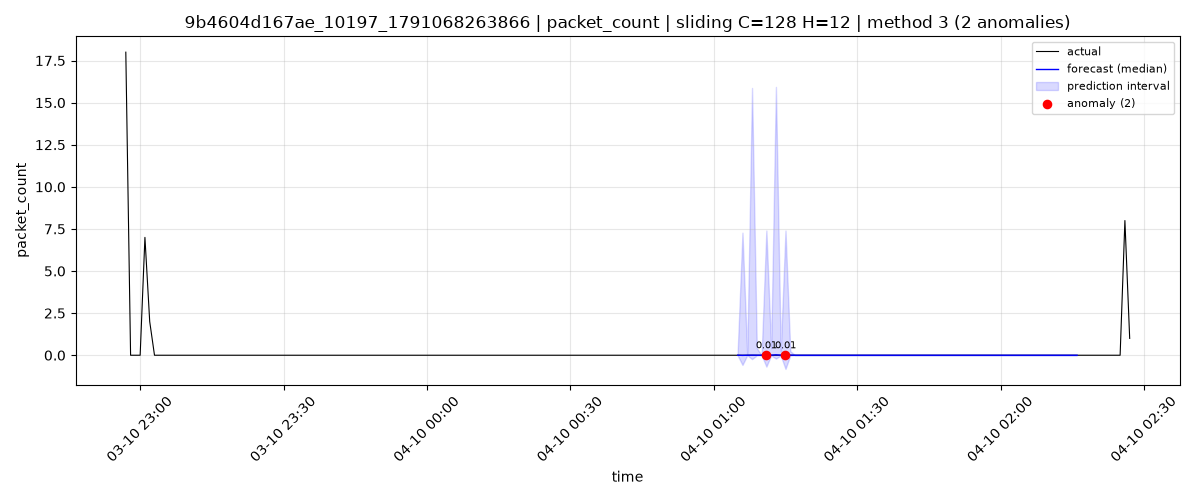 9b4604d167ae_10197_1791068263866 | packet_count | sliding C=128 H=12 | method 3 (2 anomalies)
actual
forecast (median)
prediction interval
anomaly (2)
packet_count
17.5
15.0
12.5
10.0
7.5
5.0
2.5
0.0
0.01
0.01
03-10 23:00
03-10 23:30
04-10 00:00
04-10 00:30
04-10 01:00
04-10 01:30
04-10 02:00
04-10 02:30
time